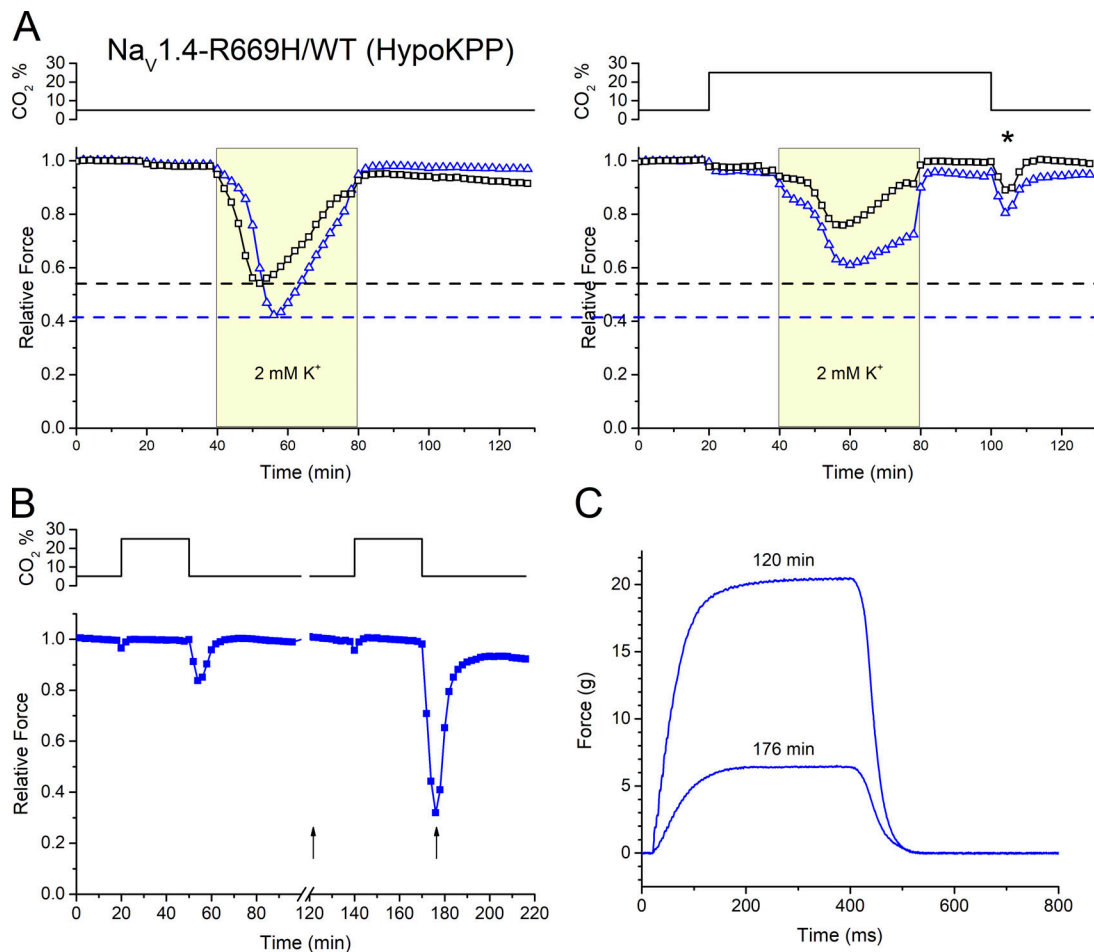 A
Na_V1.4-R669H/WT (HypoKPP)
CO₂ %
30
20
10
0
CO₂ %
30
20
10
0
Relative Force
1.0
0.8
0.6
0.4
0.2
0.0
2 mM K⁺
0 20 40 60 80 100 120
Time (min)
*
Relative Force
1.0
0.8
0.6
0.4
0.2
0.0
2 mM K⁺
0 20 40 60 80 100 120
Time (min)
B
CO₂ %
30
20
10
0
Relative Force
1.0
0.8
0.6
0.4
0.2
0.0
0 20 40 60 80 120 140 160 180 200 220
Time (min)
C
Force (g)
20
15
10
5
0
120 min
176 min
0 200 400 600 800
Time (ms)